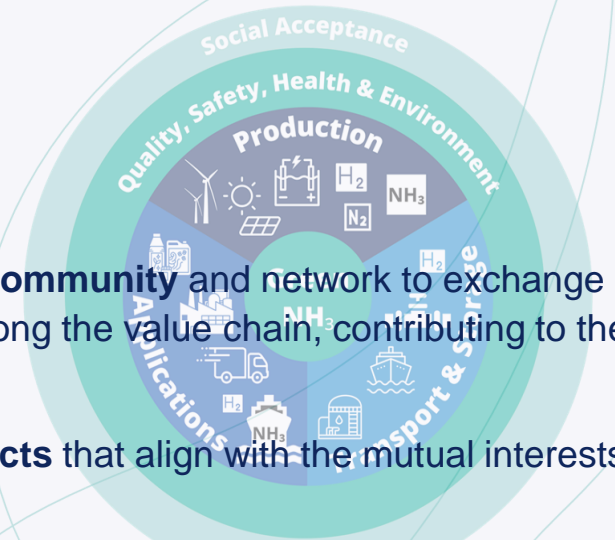 Social Acceptance
Quality, Safety, Health & Environment
Production
H₂
NH₃
N₂
ommunity and network to exchange
ong the value chain, contributing to the
NH₃
H₂
Applications
Transport & Storage
H₂
NH₃
cts that align with the mutual interests